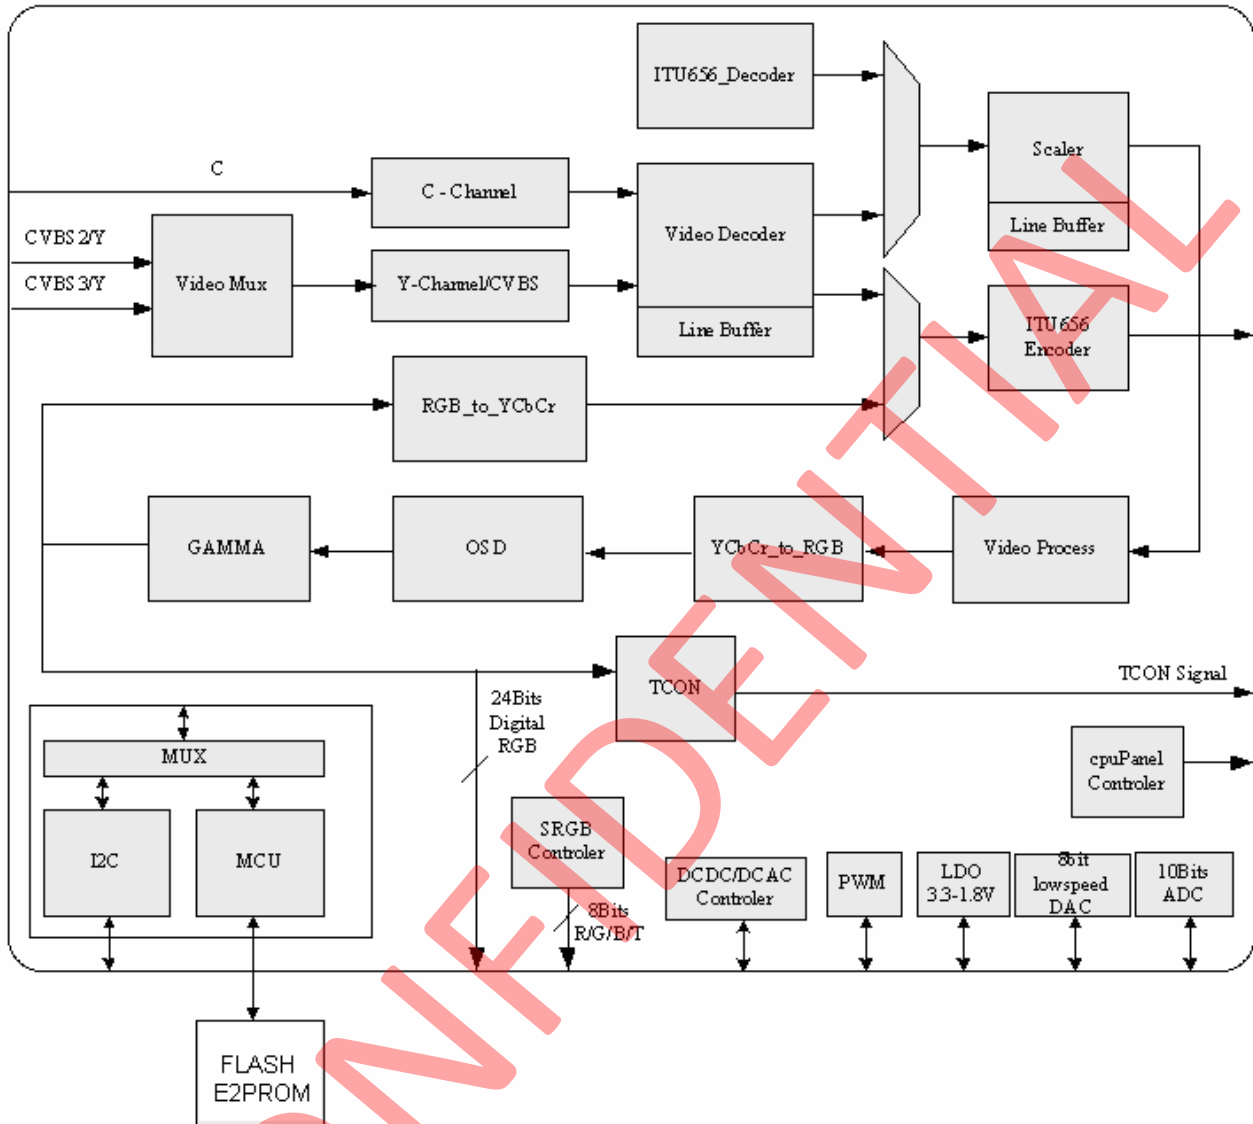 ITU656_Decoder
Scaler
Line Buffer
C
C - Channel
Video Decoder
Line Buffer
CVBS 2/Y
CVBS 3/Y
Video Mux
Y-Channel/CVBS
ITU656
Encoder
RGB_to_YCbCr
GAMMA
OSD
YCbCr_to_RGB
Video Process
TCON
TCON Signal
24Bits
Digital
RGB
MUX
I2C
MCU
cpuPanel
Controler
SRGB
Controler
8Bits
R/G/B/T
DCDC/DCAC
Controler
PWM
LDO
3.3-1.8V
8bit
lowspeed
DAC
10Bits
ADC
FLASH
E2PROM
ONFIDENTIAL